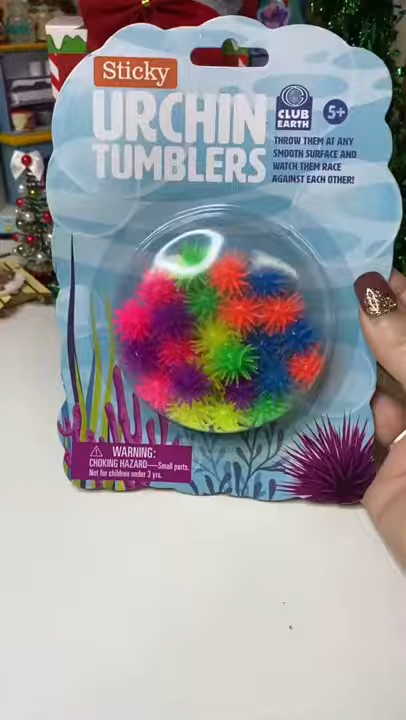 Sticky
URCHIN
TUMBLERS
CLUB
EARTH
5+
THROW THEM AT ANY
SMOOTH SURFACE AND
WATCH THEM RACE
AGAINST EACH OTHER!
WARNING:
CHOKING HAZARD—Small parts.
Not for children under 3 yrs.